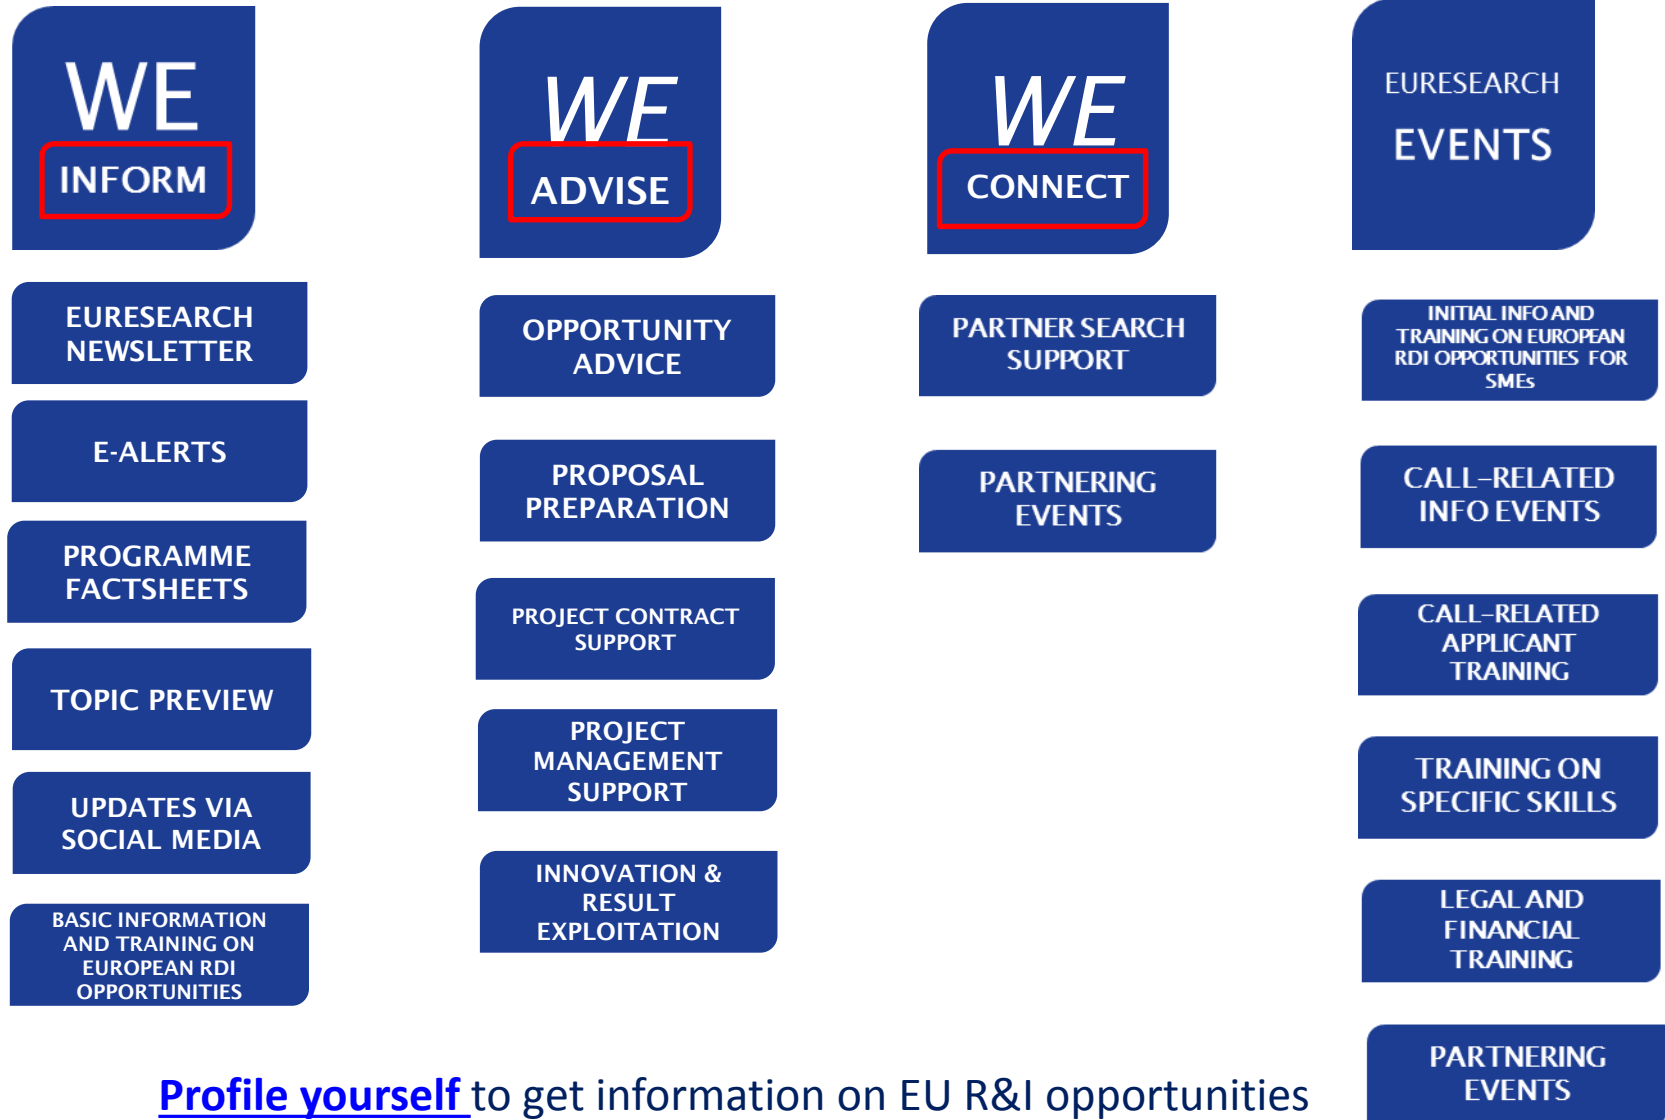 WE
INFORM
EURESEARCH
NEWSLETTER
E-ALERTS
PROGRAMME
FACTSHEETS
TOPIC PREVIEW
UPDATES VIA
SOCIAL MEDIA
BASIC INFORMATION
AND TRAINING ON
EUROPEAN RDI
OPPORTUNITIES
WE
ADVISE
OPPORTUNITY
ADVICE
PROPOSAL
PREPARATION
PROJECT CONTRACT
SUPPORT
PROJECT
MANAGEMENT
SUPPORT
INNOVATION &
RESULT
EXPLOITATION
WE
CONNECT
PARTNER SEARCH
SUPPORT
PARTNERING
EVENTS
EURESEARCH
EVENTS
INITIAL INFO AND
TRAINING ON EUROPEAN
RDI OPPORTUNITIES FOR
SMEs
CALL-RELATED
INFO EVENTS
CALL-RELATED
APPLICANT
TRAINING
TRAINING ON
SPECIFIC SKILLS
LEGAL AND
FINANCIAL
TRAINING
PARTNERING
EVENTS
Profile yourself to get information on EU R&I opportunities